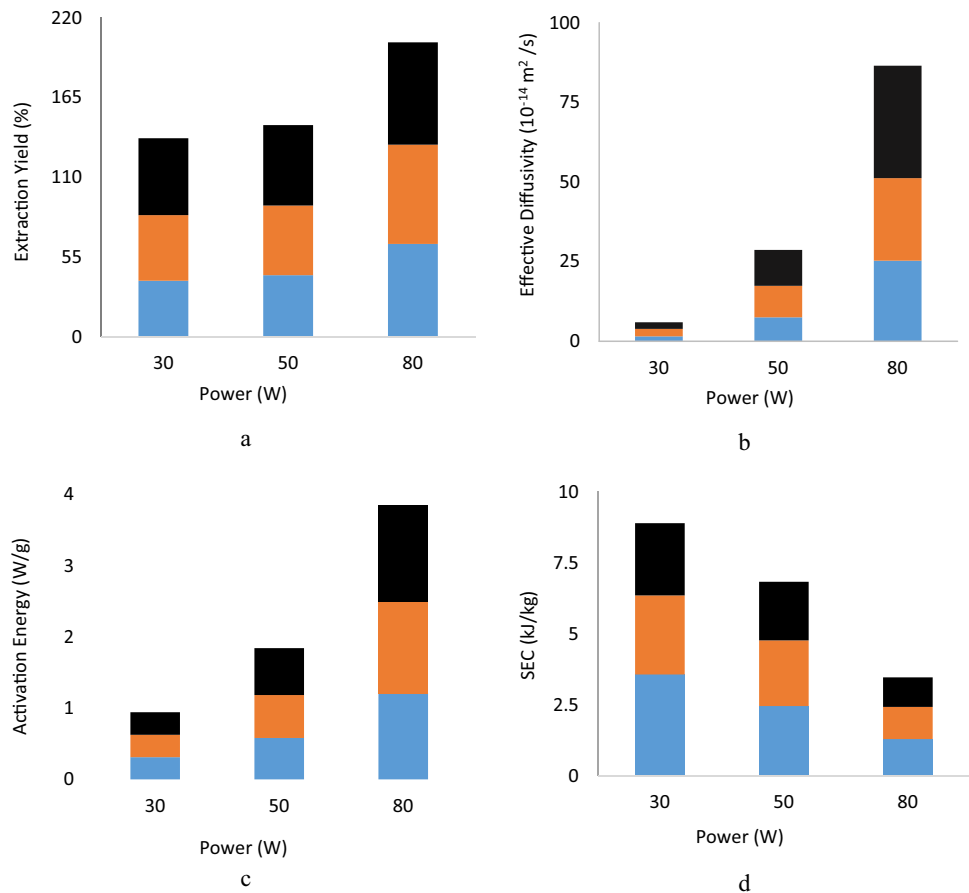 Extraction Yield (%)
220
165
110
55
0
30 50 80
Power (W)
a
Effective Diffusivity (10⁻¹⁴ m² /s)
100
75
50
25
0
30 50 80
Power (W)
b
Activation Energy (W/g)
4
3
2
1
0
30 50 80
Power (W)
c
SEC (kJ/kg)
10
7.5
5
2.5
0
30 50 80
Power (W)
d